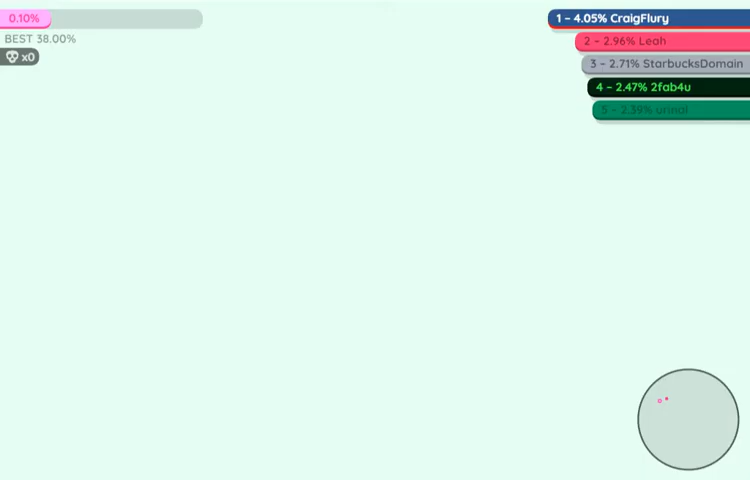 0.10%
BEST 38.00%
x0
1 – 4.05% CraigFlury
2 – 2.96% Leah
3 – 2.71% StarbucksDomain
4 – 2.47% 2fab4u
5 – 2.39% urinal